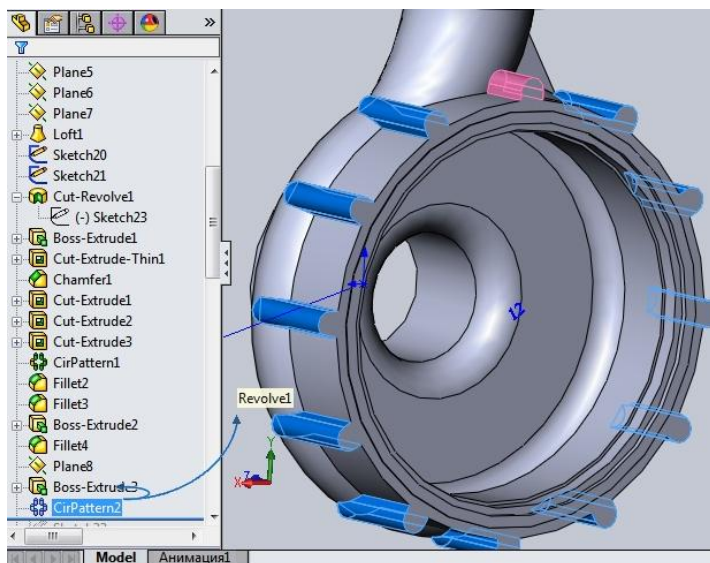 »
Plane5
Plane6
Plane7
Loft1
Sketch20
Sketch21
Cut-Revolve1
(-) Sketch23
Boss-Extrude1
Cut-Extrude-Thin1
Chamfer1
Cut-Extrude1
Cut-Extrude2
Cut-Extrude3
CirPattern1
Fillet2
Fillet3
Boss-Extrude2
Fillet4
Plane8
Boss-Extrude3
CirPattern2
Revolve1
12
Y
Z
X
Model Анимация1